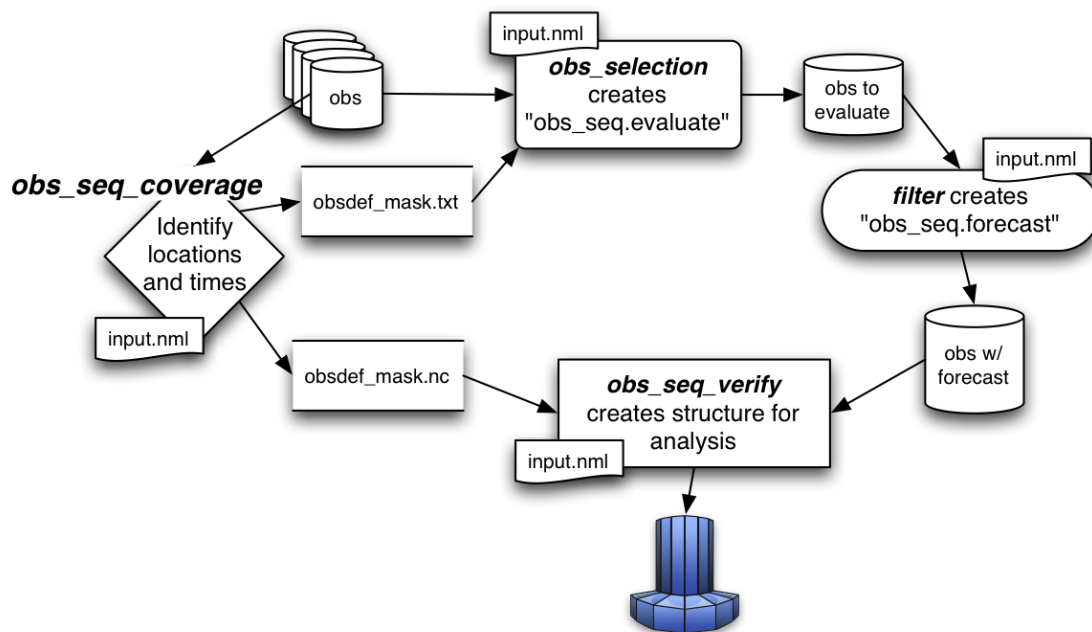 input.nml
obs_selection
creates
"obs_seq.evaluate"
obs
obs to
evaluate
input.nml
filter creates
"obs_seq.forecast"
obs_seq_coverage
Identify
locations
and times
input.nml
obsdef_mask.txt
obsdef_mask.nc
obs_seq_verify
creates structure for
analysis
input.nml
obs w/
forecast